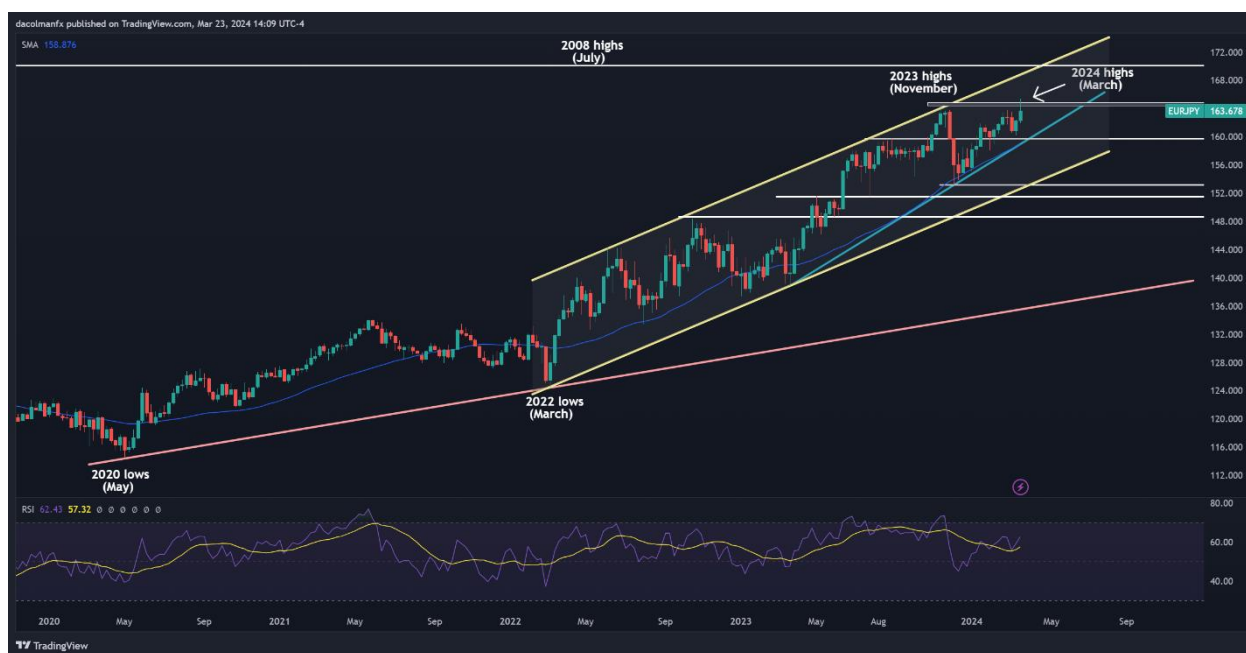 dacolmanfx published on TradingView.com, Mar 23, 2024 14:09 UTC-4
SMA 158.876
2008 highs
(July)
172.000
168.000
2023 highs
(November)
2024 highs
(March)
EURJPY 163.678
160.000
156.000
152.000
148.000
144.000
140.000
136.000
132.000
128.000
124.000
2022 lows
(March)
120.000
116.000
2020 lows
(May)
112.000
RSI 62.43 57.32 ∅ ∅ ∅ ∅ ∅ ∅
80.00
60.00
40.00
2020 May Sep 2021 May Sep 2022 May Sep 2023 May Aug 2024 May Sep
TradingView